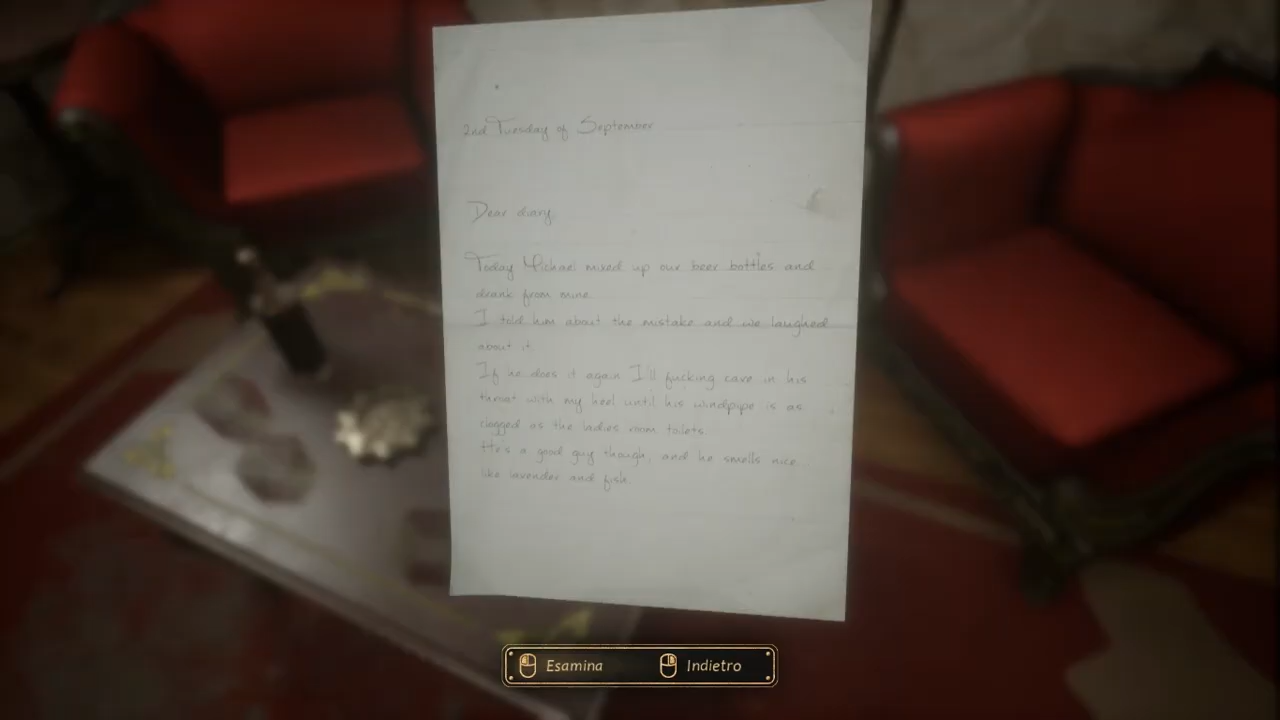 2nd Tuesday of September
Dear diary,
Today Michael mixed up our beer bottles and
drank from mine.
I told him about the mistake and we laughed
about it.
If he does it again I'll fucking cave in his
throat with my heel until his windpipe is as
clogged as the ladies room toilets.
He's a good guy though, and he smells nice...
like lavender and fish.
Esamina
Indietro